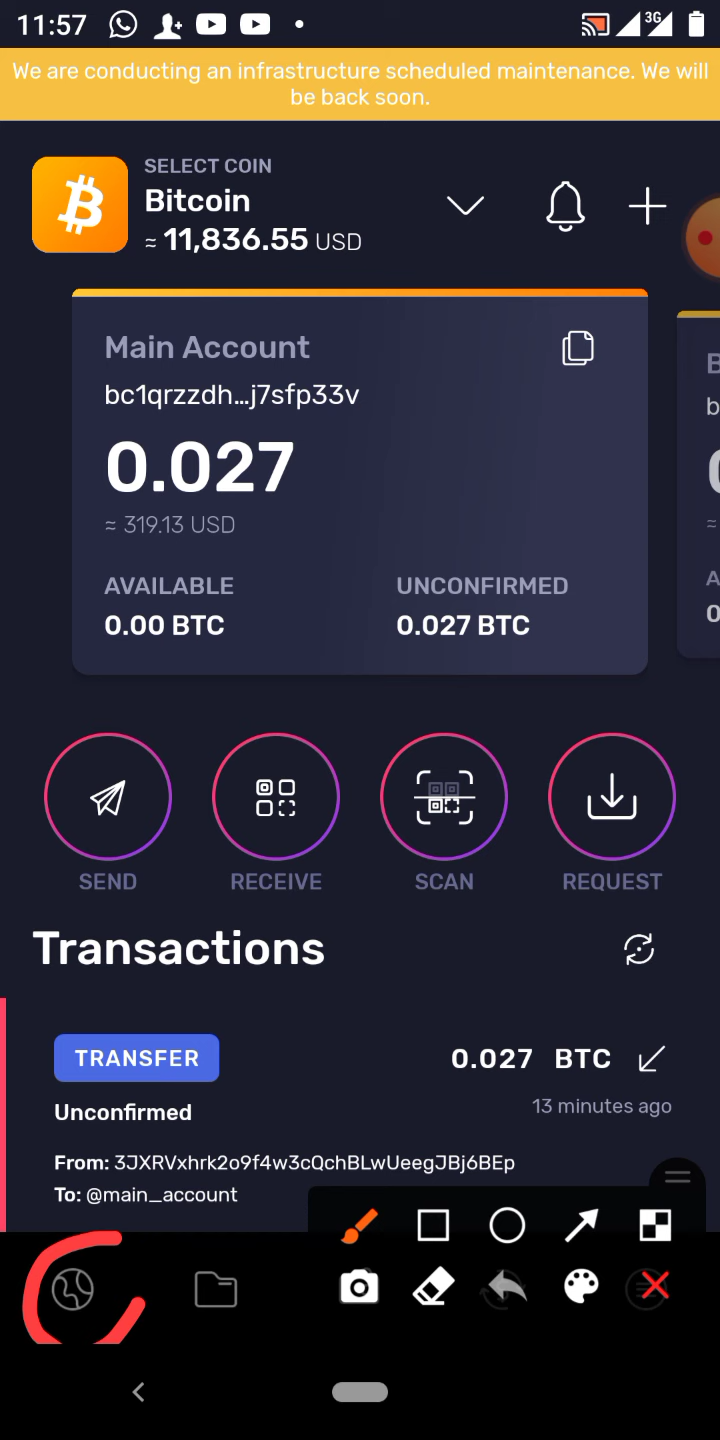 11:57
3G
We are conducting an infrastructure scheduled maintenance. We will
be back soon.
SELECT COIN
Bitcoin
≈ 11,836.55 USD
Main Account
bc1qrzzdh...j7sfp33v
0.027
≈ 319.13 USD
AVAILABLE
UNCONFIRMED
0.00 BTC
0.027 BTC
B
b
≈
A
0
SEND
RECEIVE
SCAN
REQUEST
Transactions
TRANSFER
0.027 BTC
Unconfirmed
13 minutes ago
From: 3JXRVxhrk2o9f4w3cQchBLwUeegJBj6BEp
To: @main_account